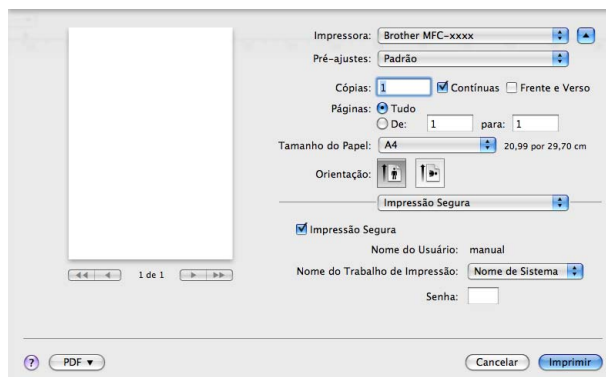 Impressora: Brother MFC-xxxx
Pré-ajustes: Padrão
Cópias: 1 Contínuas Frente e Verso
Páginas: Tudo
De: 1 para: 1
Tamanho do Papel: A4 20,99 por 29,70 cm
Orientação:
Impressão Segura
Impressão Segura
Nome do Usuário: manual
Nome do Trabalho de Impressão: Nome de Sistema
Senha:
1 de 1
? PDF ▼ Cancelar Imprimir